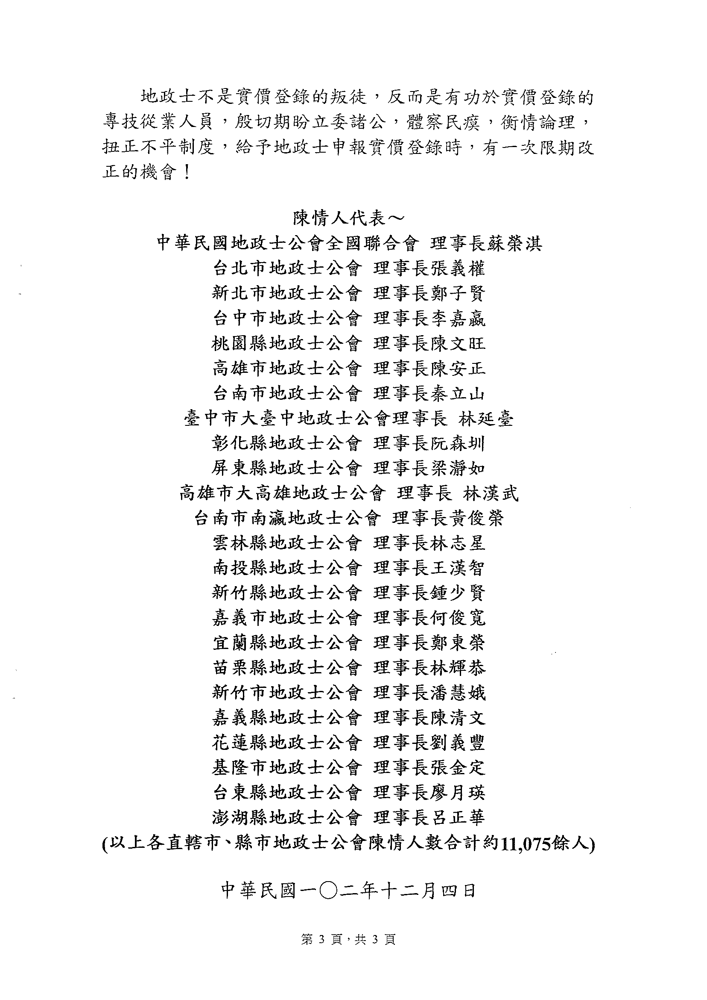 地政士不是實價登錄的叛徒，反而是有功於實價登錄的
專技從業人員，殷切期盼立委諸公，體察民瘼，衡情論理，
扭正不平制度，給予地政士申報實價登錄時，有一次限期改
正的機會！
陳情人代表～
中華民國地政士公會全國聯合會 理事長蘇榮淇
台北市地政士公會 理事長張義權
新北市地政士公會 理事長鄭子賢
台中市地政士公會 理事長李嘉嬴
桃園縣地政士公會 理事長陳文旺
高雄市地政士公會 理事長陳安正
台南市地政士公會 理事長秦立山
臺中市大臺中地政士公會理事長 林延臺
彰化縣地政士公會 理事長阮森圳
屏東縣地政士公會 理事長梁瀞如
高雄市大高雄地政士公會 理事長 林漢武
台南市南瀛地政士公會 理事長黃俊榮
雲林縣地政士公會 理事長林志星
南投縣地政士公會 理事長王漢智
新竹縣地政士公會 理事長鍾少賢
嘉義市地政士公會 理事長何俊寬
宜蘭縣地政士公會 理事長鄭東榮
苗栗縣地政士公會 理事長林輝恭
新竹市地政士公會 理事長潘慧娥
嘉義縣地政士公會 理事長陳清文
花蓮縣地政士公會 理事長劉義豐
基隆市地政士公會 理事長張金定
台東縣地政士公會 理事長廖月瑛
澎湖縣地政士公會 理事長呂正華
(以上各直轄市、縣市地政士公會陳情人數合計約11,075餘人)
中華民國一〇二年十二月四日
第 3 頁，共 3 頁